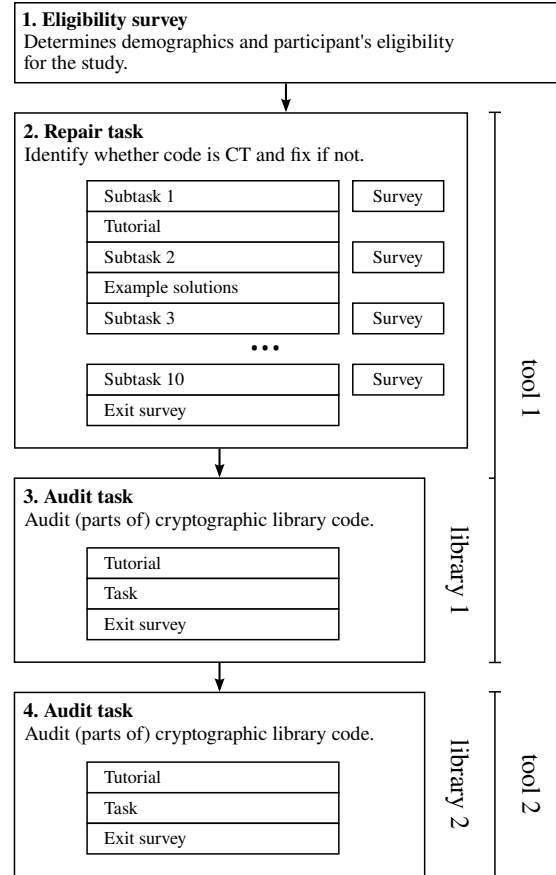 1. Eligibility survey
Determines demographics and participant's eligibility
for the study.
2. Repair task
Identify whether code is CT and fix if not.
Subtask 1
Survey
Tutorial
Subtask 2
Survey
Example solutions
Subtask 3
Survey
...
Subtask 10
Survey
Exit survey
tool 1
3. Audit task
Audit (parts of) cryptographic library code.
Tutorial
Task
Exit survey
library 1
4. Audit task
Audit (parts of) cryptographic library code.
Tutorial
Task
Exit survey
library 2
tool 2